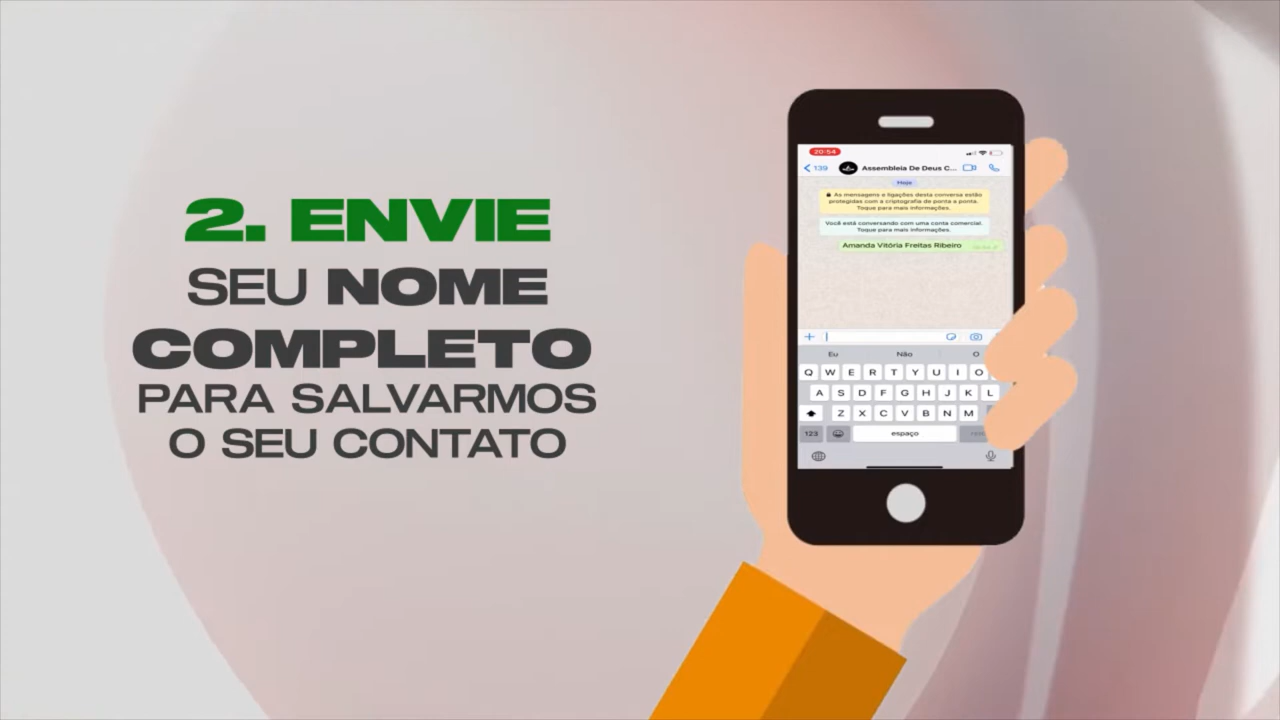 2. ENVIE
SEU NOME
COMPLETO
PARA SALVARMOS
O SEU CONTATO
20:54
139 Assembleia De Deus C...
Hoje
As mensagens e ligações desta conversa estão
protegidas com a criptografia de ponta a ponta.
Toque para mais informações.
Você está conversando com uma conta comercial.
Toque para mais informações.
Amanda Vitória Freitas Ribeiro
Eu Não O
Q W E R T Y U I O
A S D F G H J K L
Z X C V B N M
123 espaço